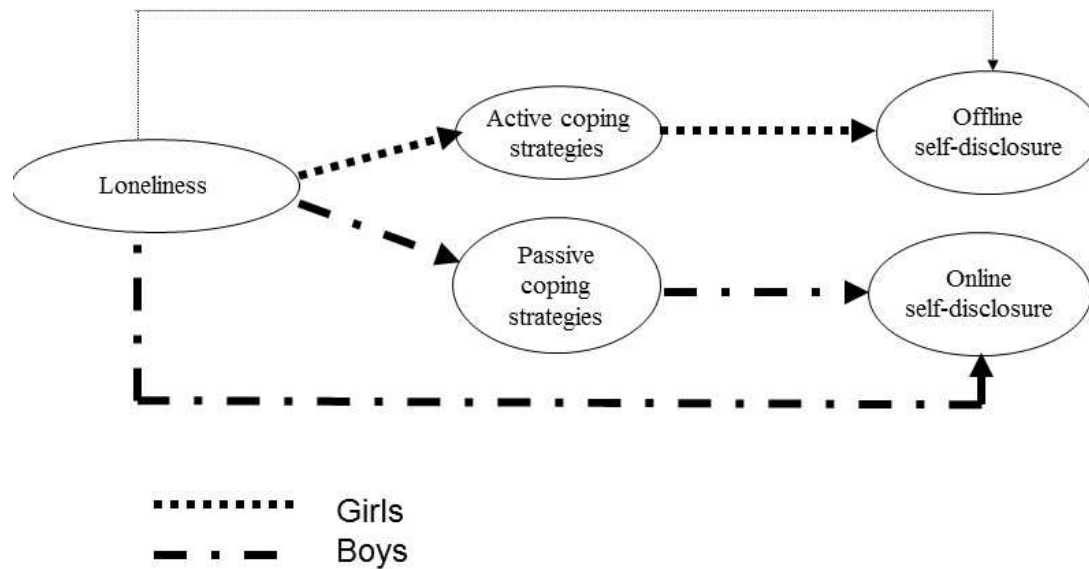 Loneliness
Active coping
strategies
Offline
self-disclosure
Passive
coping
strategies
Online
self-disclosure
Girls
Boys